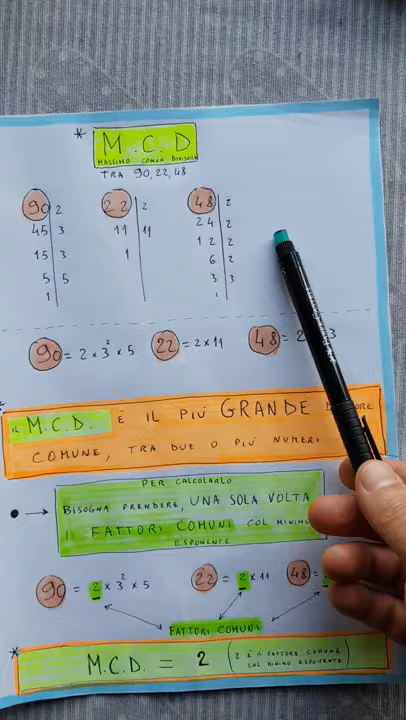 * M.C.D
MASSIMO COMUN DIVISORE
TRA 90,22,48
90 | 2
45 | 3
15 | 3
5 | 5
1
22 | 2
11 | 11
1
48 | 2
24 | 2
12 | 2
6 | 2
3 | 3
1
90 = 2 × 3² × 5
22 = 2 × 11
48 = 2 3
IL M.C.D. È IL PIÚ GRANDE
COMUNE, TRA DUE O PIÙ NUMERI
PER CALCOLARLO
BISOGNA PRENDERE, UNA SOLA VOLTA
I FATTORI COMUNI COL MINIMO
ESPONENTE
90 = 2 × 3² × 5
22 = 2 × 11
48 =
FATTORI COMUNI
* M.C.D. = 2 (2 È IL FATTORE COMUNE
COL MINIMO ESPONENTE)